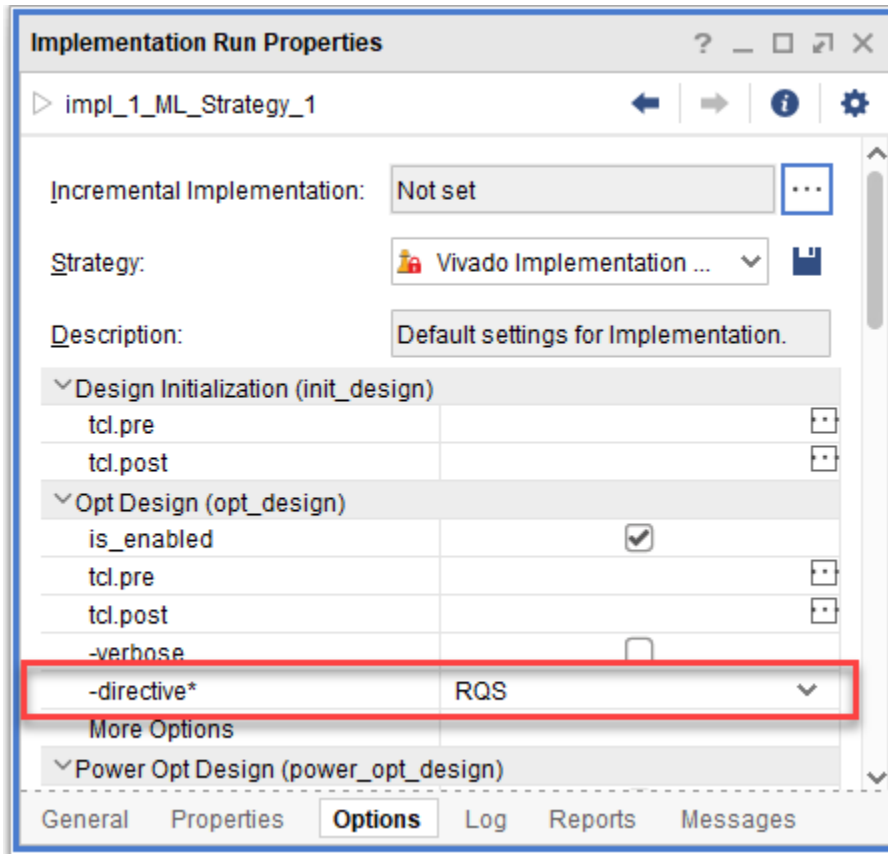 Implementation Run Properties
impl_1_ML_Strategy_1
Incremental Implementation: Not set
Strategy: Vivado Implementation ...
Description: Default settings for Implementation.
Design Initialization (init_design)
tcl.pre
tcl.post
Opt Design (opt_design)
is_enabled
tcl.pre
tcl.post
-verbose
-directive* RQS
More Options
Power Opt Design (power_opt_design)
General Properties Options Log Reports Messages